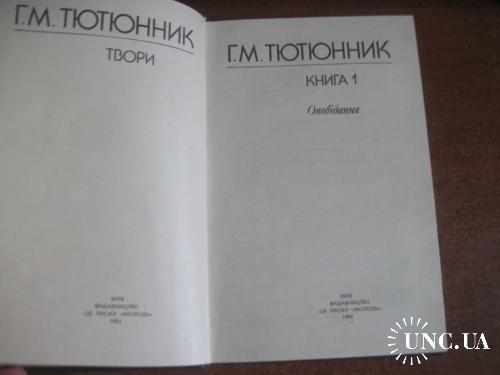 Г.М. ТЮТЮННИК
ТВОРИ
КИЇВ
ВИДАВНИЦТВО
ЦК ЛКСМУ «МОЛОДЬ»
1984
Г.М. ТЮТЮННИК
КНИГА 1
Оповідання
КИЇВ
ВИДАВНИЦТВО
ЦК ЛКСМУ «МОЛОДЬ»
1984
UNC.UA